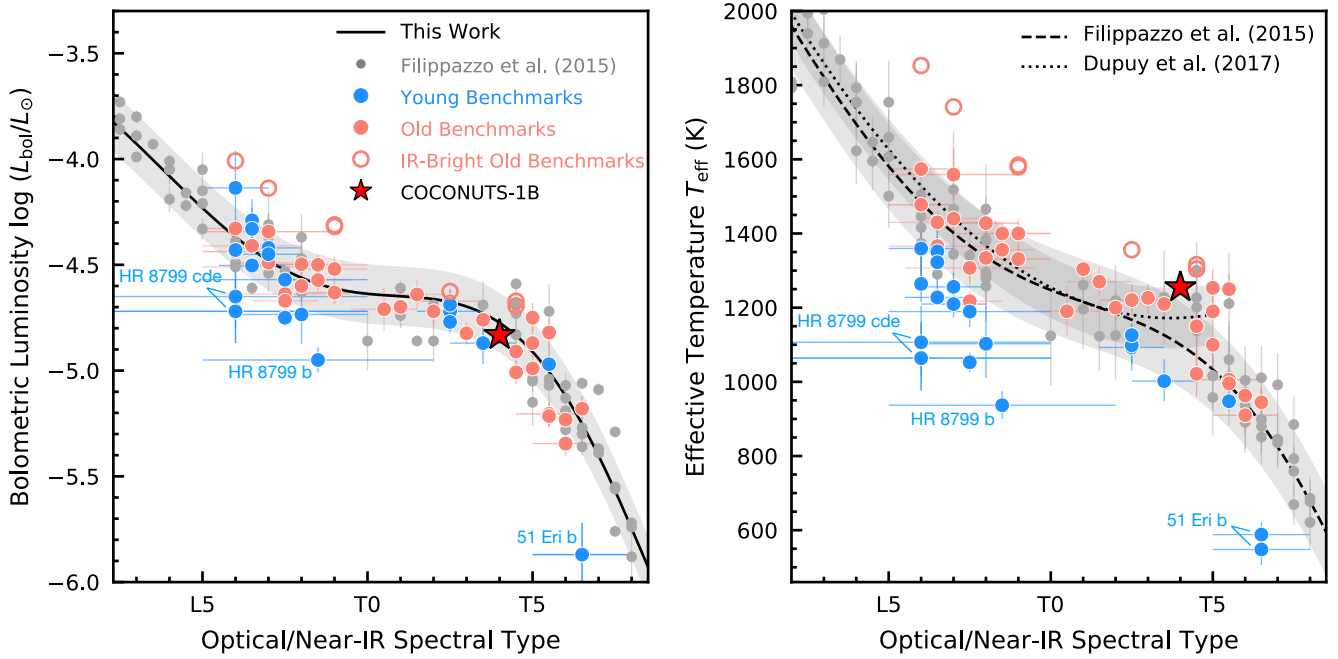 This Work
Filippazzo et al. (2015)
Young Benchmarks
Old Benchmarks
IR-Bright Old Benchmarks
COCONUTS-1B
HR 8799 cde
HR 8799 b
51 Eri b
Bolometric Luminosity log (L_bol/L_⊙)
−3.5
−4.0
−4.5
−5.0
−5.5
−6.0
L5 T0 T5
Optical/Near-IR Spectral Type
Filippazzo et al. (2015)
Dupuy et al. (2017)
HR 8799 cde
HR 8799 b
51 Eri b
Effective Temperature T_eff (K)
2000
1800
1600
1400
1200
1000
800
600
L5 T0 T5
Optical/Near-IR Spectral Type